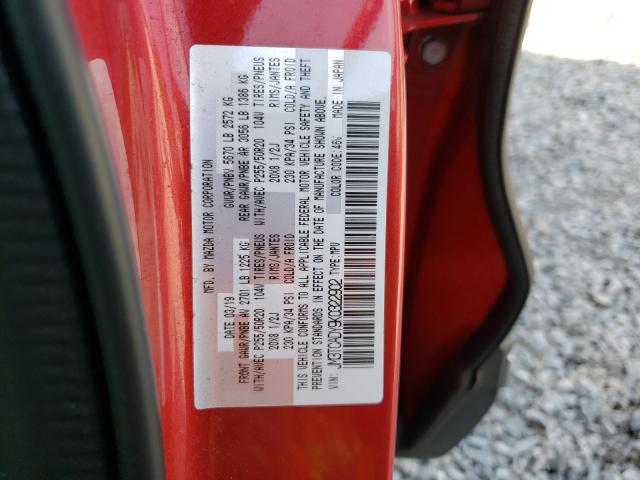 MFD. BY MAZDA MOTOR CORPORATION
DATE: 03/19 GVWR/PNBV 5670 LB 2572 KG
FRONT GAWR/PNBE AV 2701 LB 1225 KG REAR GAWR/PNBE AR 3056 LB 1386 KG
WITH/AVEC P255/50R20 104V TIRES/PNEUS WITH/AVEC P255/50R20 104V TIRES/PNEUS
20X8 1/2J RIMS/JANTES 20X8 1/2J RIMS/JANTES
230 KPA/34 PSI COLD/A FROID 230 KPA/34 PSI COLD/A FROID
THIS VEHICLE CONFORMS TO ALL APPLICABLE FEDERAL MOTOR VEHICLE SAFETY AND THEFT
PREVENTION STANDARDS IN EFFECT ON THE DATE OF MANUFACTURE SHOWN ABOVE.
VIN: JM3TCADY9K0322902 TYPE:MPV COLOR CODE:46V MADE IN JAPAN